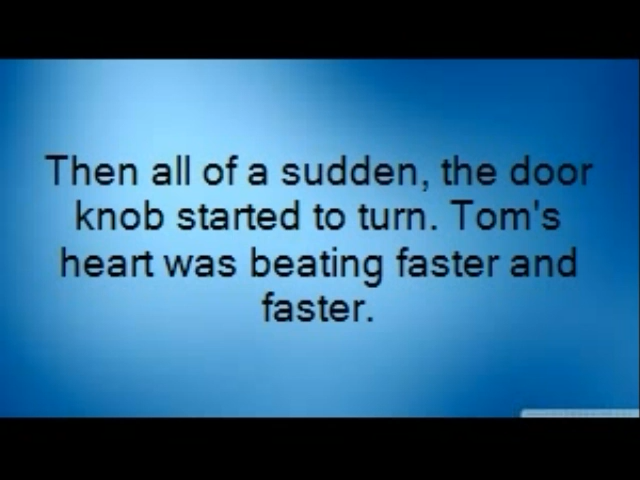 Then all of a sudden, the door
knob started to turn. Tom's
heart was beating faster and
faster.